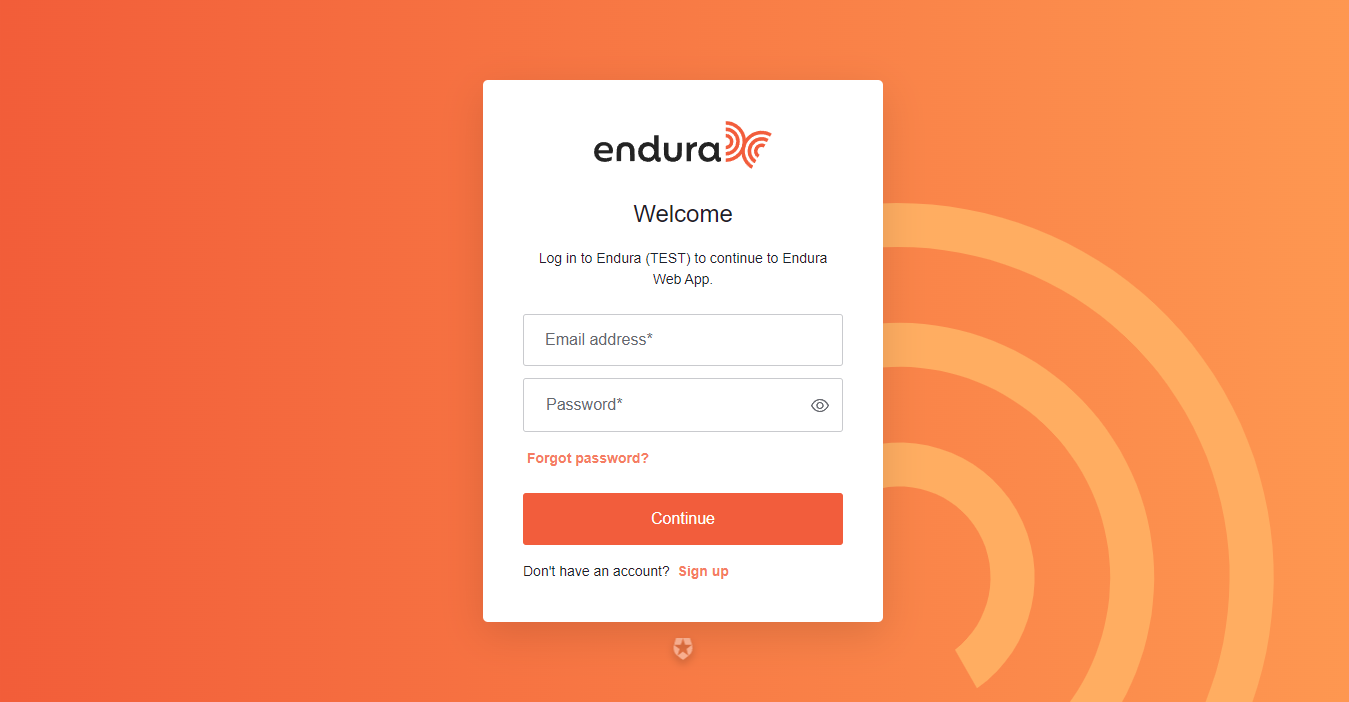 endura
Welcome
Log in to Endura (TEST) to continue to Endura
Web App.
Email address*
Password*
Forgot password?
Continue
Don't have an account? Sign up